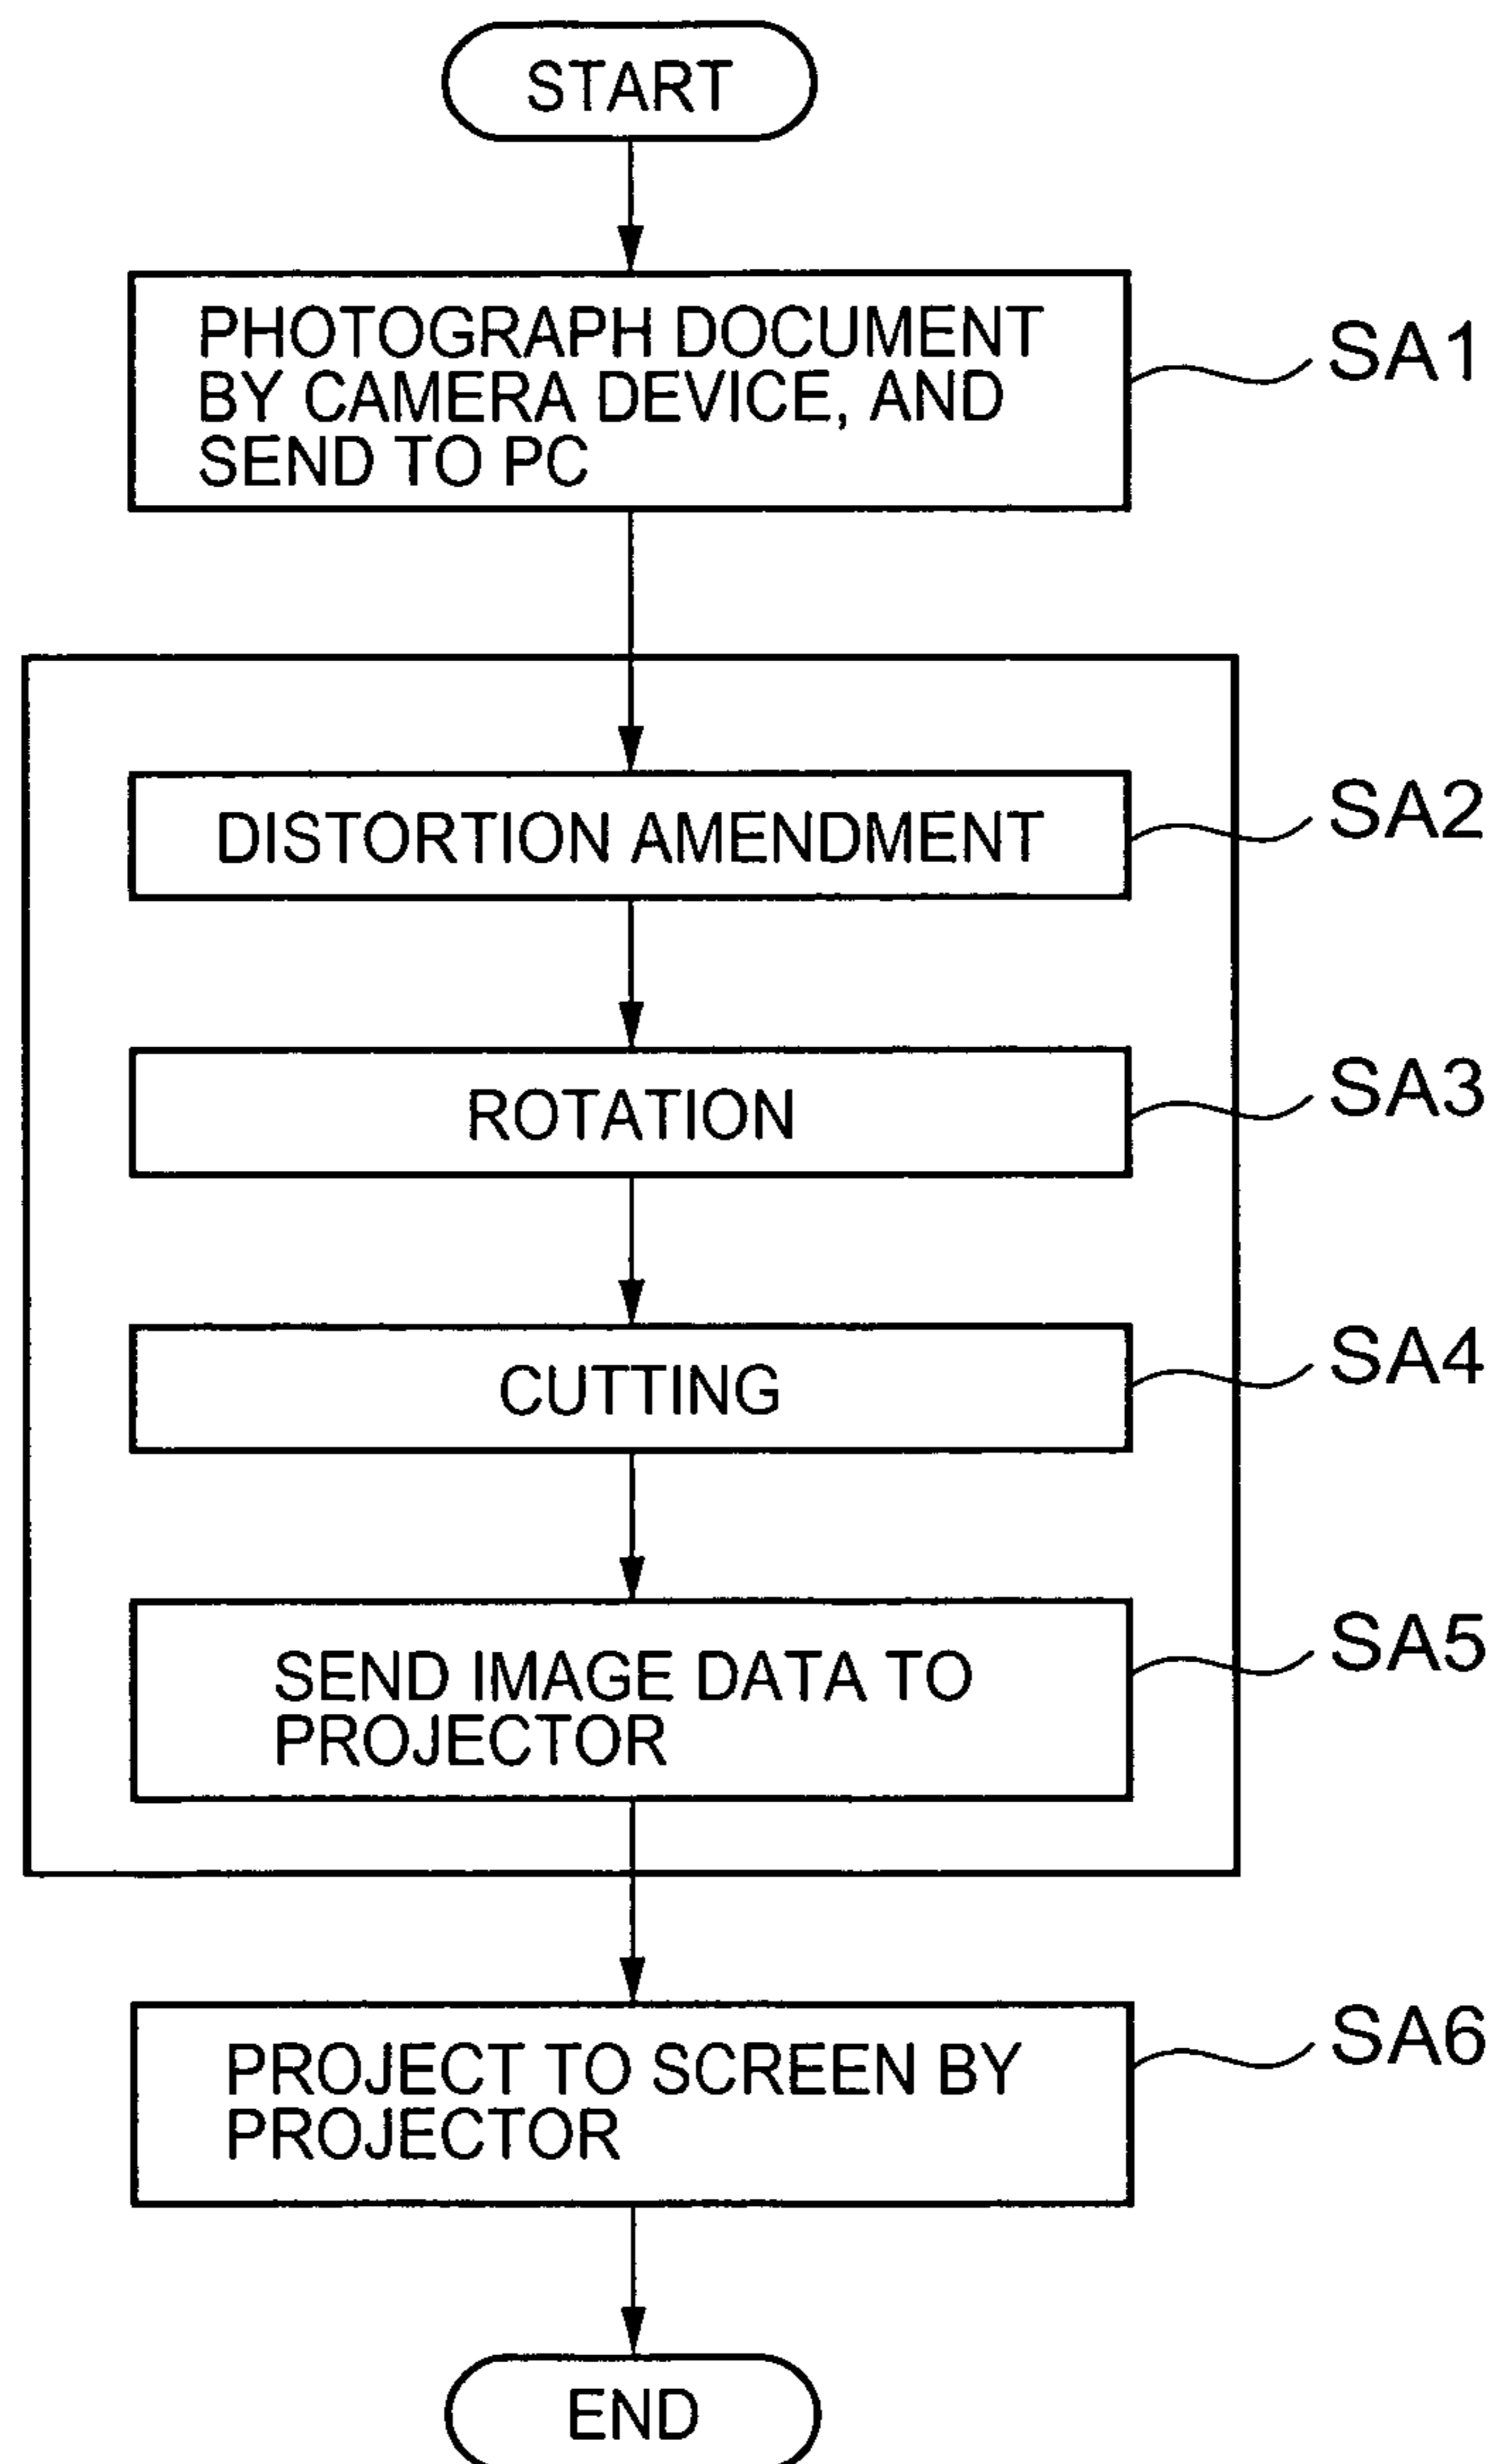 START
PHOTOGRAPH DOCUMENT
BY CAMERA DEVICE, AND
SEND TO PC
SA1
DISTORTION AMENDMENT
SA2
ROTATION
SA3
CUTTING
SA4
SEND IMAGE DATA TO
PROJECTOR
SA5
PROJECT TO SCREEN BY
PROJECTOR
SA6
END